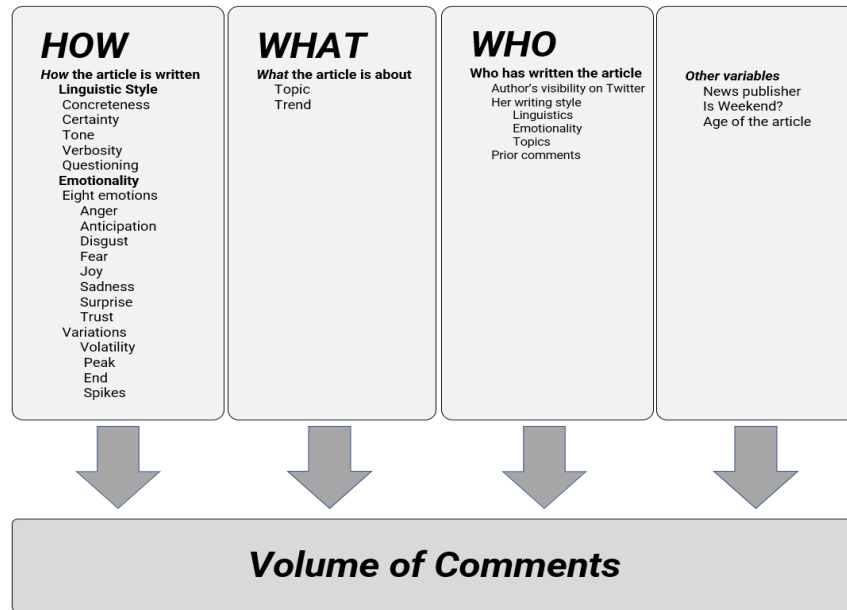 HOW
How the article is written
Linguistic Style
Concreteness
Certainty
Tone
Verbosity
Questioning
Emotionality
Eight emotions
Anger
Anticipation
Disgust
Fear
Joy
Sadness
Surprise
Trust
Variations
Volatility
Peak
End
Spikes
WHAT
What the article is about
Topic
Trend
WHO
Who has written the article
Author's visibility on Twitter
Her writing style
Linguistics
Emotionality
Topics
Prior comments
Other variables
News publisher
Is Weekend?
Age of the article
Volume of Comments